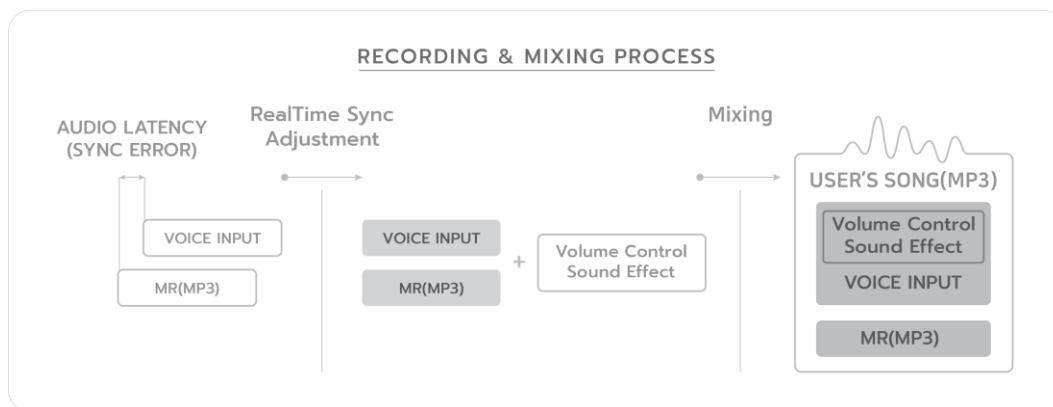 RECORDING & MIXING PROCESS
AUDIO LATENCY
(SYNC ERROR)
VOICE INPUT
MR(MP3)
RealTime Sync
Adjustment
VOICE INPUT
MR(MP3)
+
Volume Control
Sound Effect
Mixing
USER'S SONG(MP3)
Volume Control
Sound Effect
VOICE INPUT
MR(MP3)